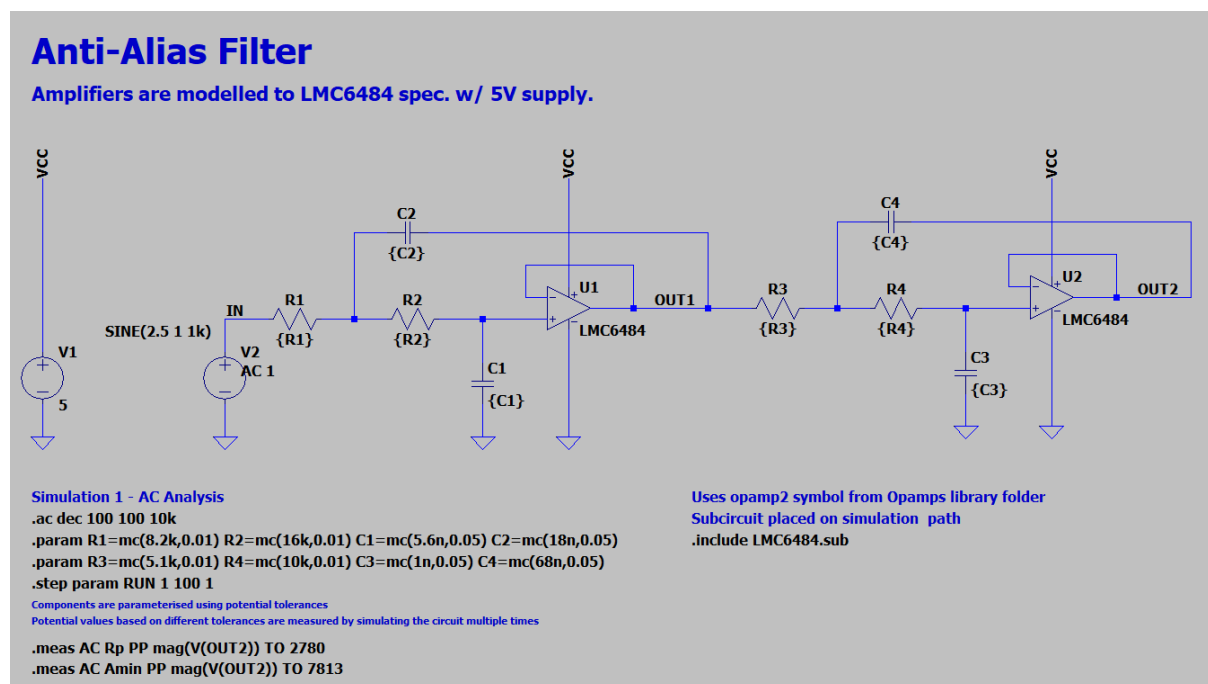 Anti-Alias Filter
Amplifiers are modelled to LMC6484 spec. w/ 5V supply.
VCC
VCC
VCC
C2
{C2}
C4
{C4}
U1
LMC6484
U2
LMC6484
IN
R1
{R1}
R2
{R2}
OUT1
R3
{R3}
R4
{R4}
OUT2
SINE(2.5 1 1k)
V1
5
V2
AC 1
C1
{C1}
C3
{C3}
Simulation 1 - AC Analysis
.ac dec 100 100 10k
.param R1=mc(8.2k,0.01) R2=mc(16k,0.01) C1=mc(5.6n,0.05) C2=mc(18n,0.05)
.param R3=mc(5.1k,0.01) R4=mc(10k,0.01) C3=mc(1n,0.05) C4=mc(68n,0.05)
.step param RUN 1 100 1
Components are parameterised using potential tolerances
Potential values based on different tolerances are measured by simulating the circuit multiple times
.meas AC Rp PP mag(V(OUT2)) TO 2780
.meas AC Amin PP mag(V(OUT2)) TO 7813
Uses opamp2 symbol from Opamps library folder
Subcircuit placed on simulation path
.include LMC6484.sub